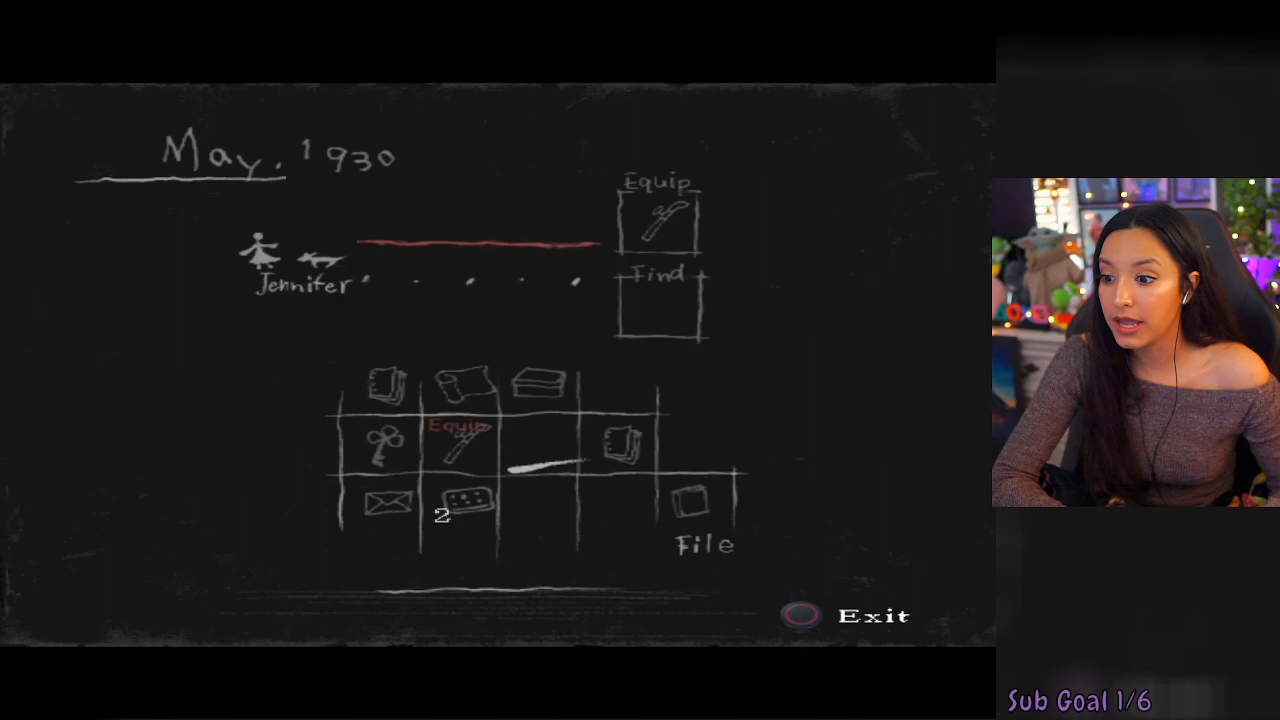 May. 1930
Equip
Find
Jennifer
Equip
2
File
Exit
Sub Goal 1/6